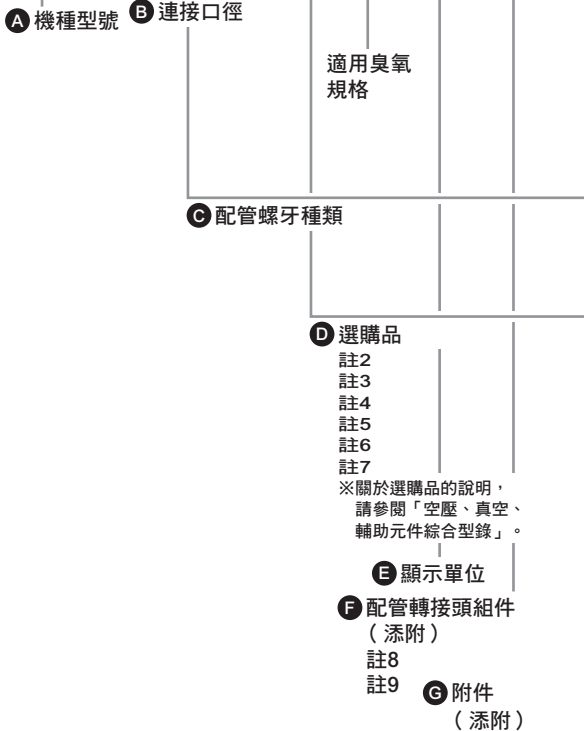 A 機種型號
B 連接口徑
適用臭氧
規格
C 配管螺牙種類
D 選購品
註2
註3
註4
註5
註6
註7
※關於選購品的說明，
請參閱「空壓、真空、
輔助元件綜合型錄」。
E 顯示單位
F 配管轉接頭組件
（添附）
註8
註9
G 附件
（添附）